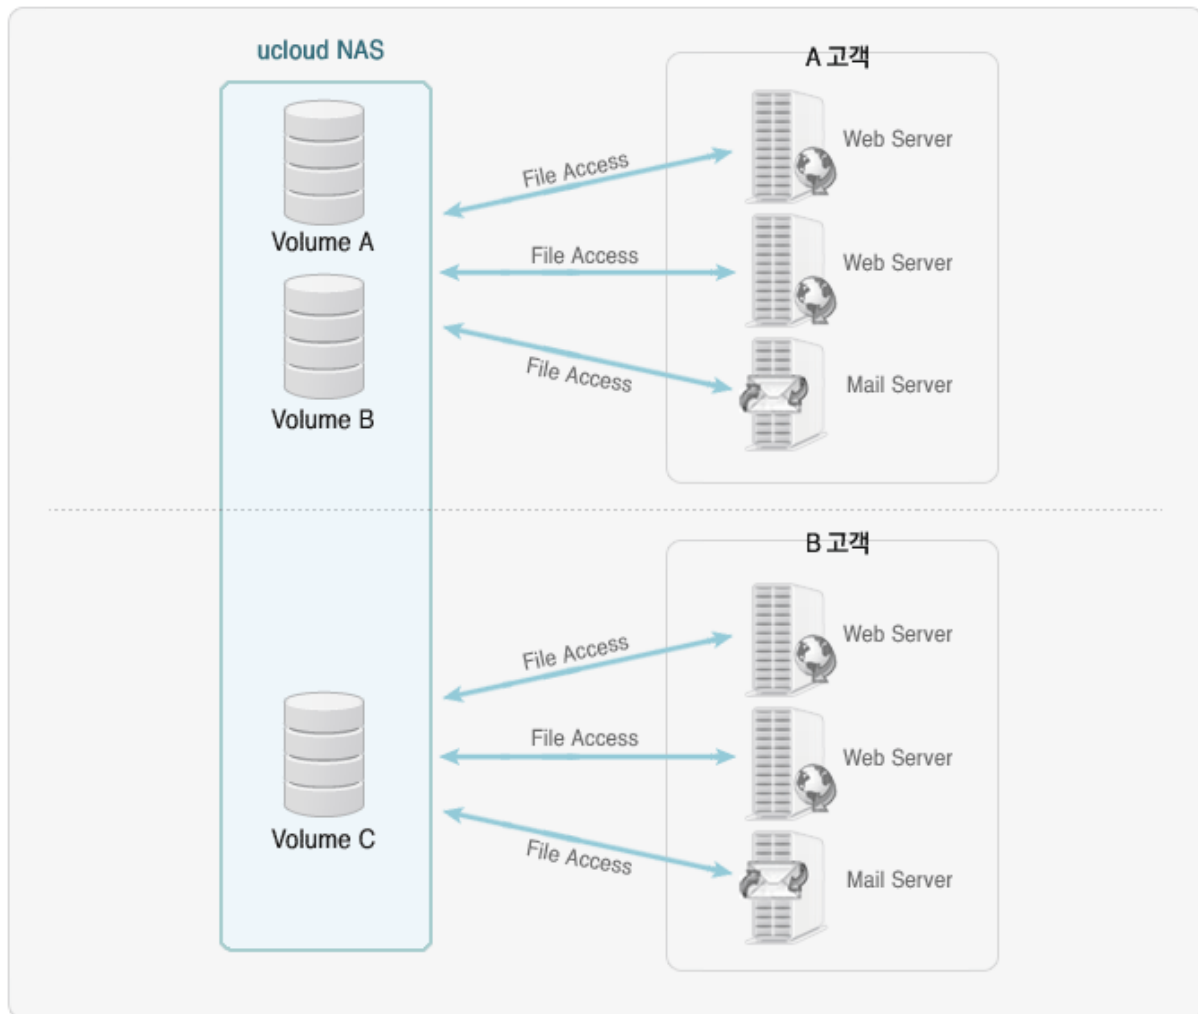 ucloud NAS
A 고객
Web Server
File Access
Volume A
File Access
Web Server
Volume B
File Access
Mail Server
B 고객
Web Server
File Access
File Access
Web Server
Volume C
File Access
Mail Server